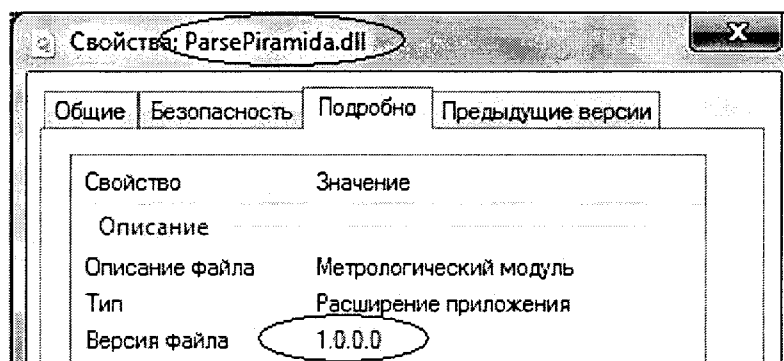 Свойства: ParsePiramida.dll
Общие Безопасность Подробно Предыдущие версии
Свойство Значение
Описание
Описание файла Метрологический модуль
Тип Расширение приложения
Версия файла 1.0.0.0